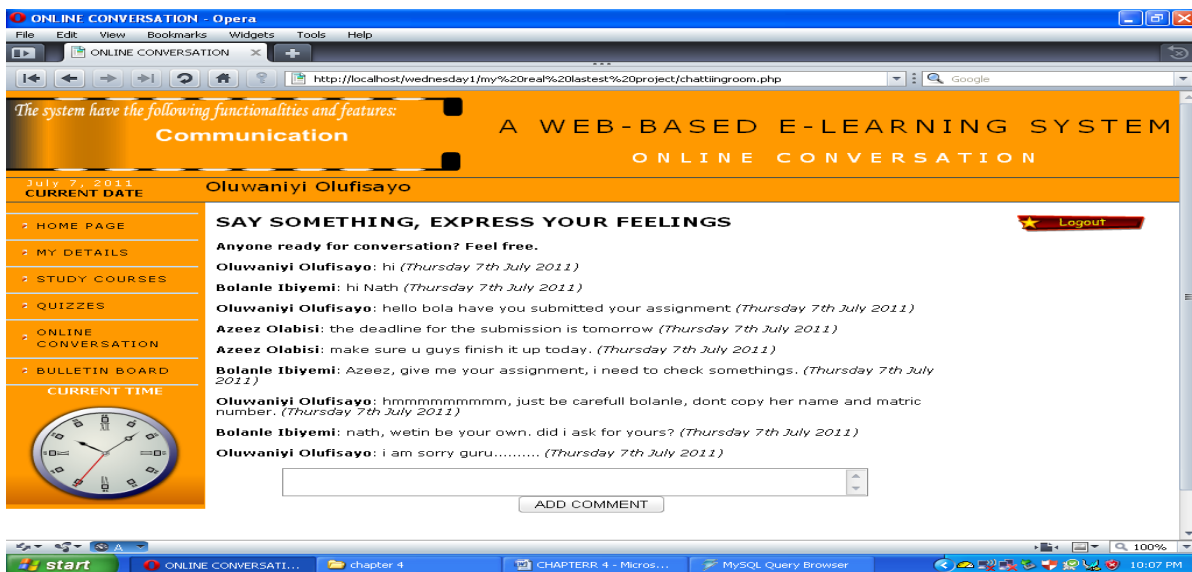 ONLINE CONVERSATION - Opera
File Edit View Bookmarks Widgets Tools Help
ONLINE CONVERSATION
http://localhost/wednesday1/my%20real%20lastest%20project/chattiingroom.php
Google
The system have the following functionalities and features:
Communication
A WEB-BASED E-LEARNING SYSTEM
ONLINE CONVERSATION
July 7, 2011
CURRENT DATE
Oluwaniyi Olufisayo
HOME PAGE
MY DETAILS
STUDY COURSES
QUIZZES
ONLINE
CONVERSATION
BULLETIN BOARD
CURRENT TIME
SAY SOMETHING, EXPRESS YOUR FEELINGS
Logout
Anyone ready for conversation? Feel free.
Oluwaniyi Olufisayo: hi (Thursday 7th July 2011)
Bolanle Ibiyemi: hi Nath (Thursday 7th July 2011)
Oluwaniyi Olufisayo: hello bola have you submitted your assignment (Thursday 7th July 2011)
Azeez Olabisi: the deadline for the submission is tomorrow (Thursday 7th July 2011)
Azeez Olabisi: make sure u guys finish it up today. (Thursday 7th July 2011)
Bolanle Ibiyemi: Azeez, give me your assignment, i need to check somethings. (Thursday 7th July
2011)
Oluwaniyi Olufisayo: hmmmmmmmmm, just be carefull bolanle, dont copy her name and matric
number. (Thursday 7th July 2011)
Bolanle Ibiyemi: nath, wetin be your own. did i ask for yours? (Thursday 7th July 2011)
Oluwaniyi Olufisayo: i am sorry guru......... (Thursday 7th July 2011)
ADD COMMENT
100%
start
ONLINE CONVERSATI...
chapter 4
CHAPTERR 4 - Micros...
MySQL Query Browser
10:07 PM